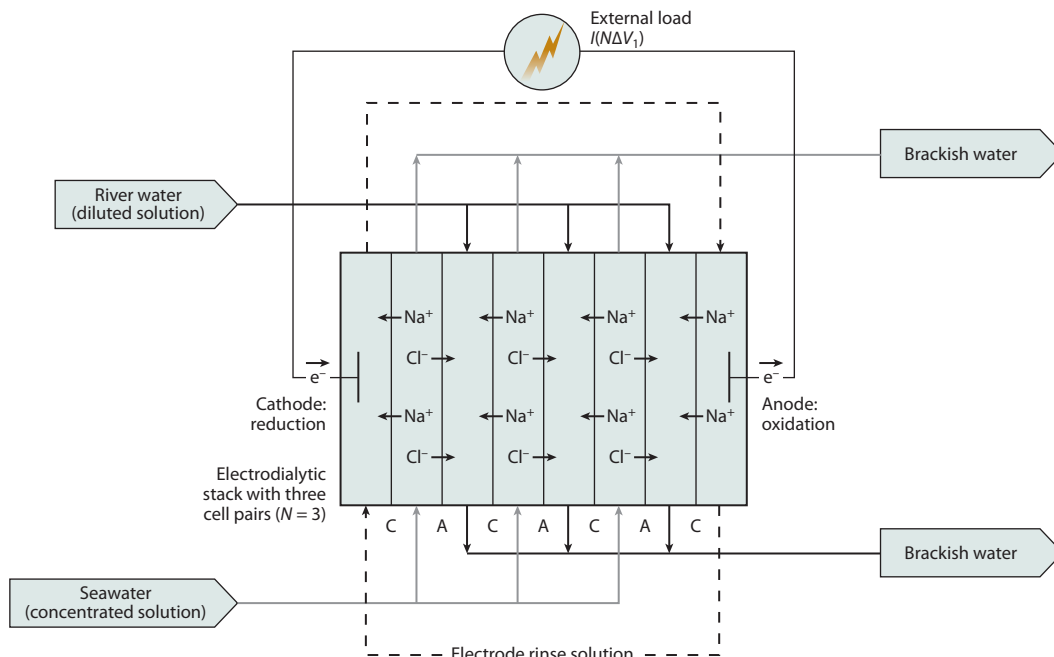 External load
I(NΔV₁)
Brackish water
River water
(diluted solution)
Na⁺ Na⁺ Na⁺ Na⁺
Cl⁻ Cl⁻ Cl⁻
e⁻ e⁻
Cathode:
reduction
Anode:
oxidation
Na⁺ Na⁺ Na⁺ Na⁺
Cl⁻ Cl⁻ Cl⁻
Electrodialytic
stack with three
cell pairs (N = 3)
C A C A C A C
Brackish water
Seawater
(concentrated solution)
Electrode rinse solution